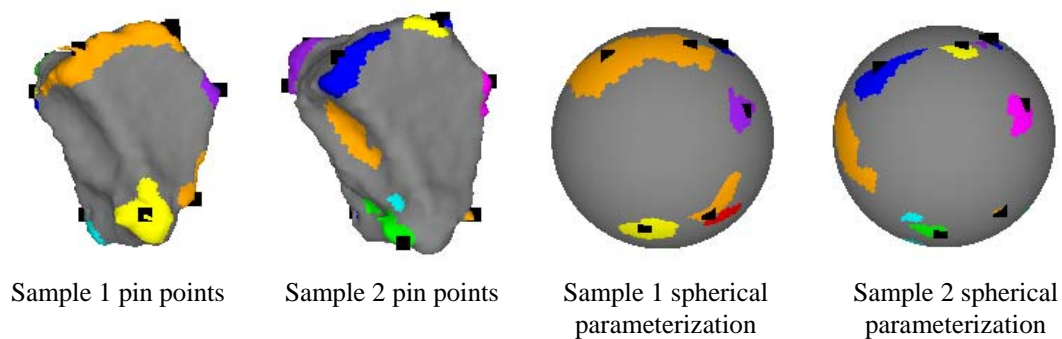 Sample 1 pin points
Sample 2 pin points
Sample 1 spherical
parameterization
Sample 2 spherical
parameterization